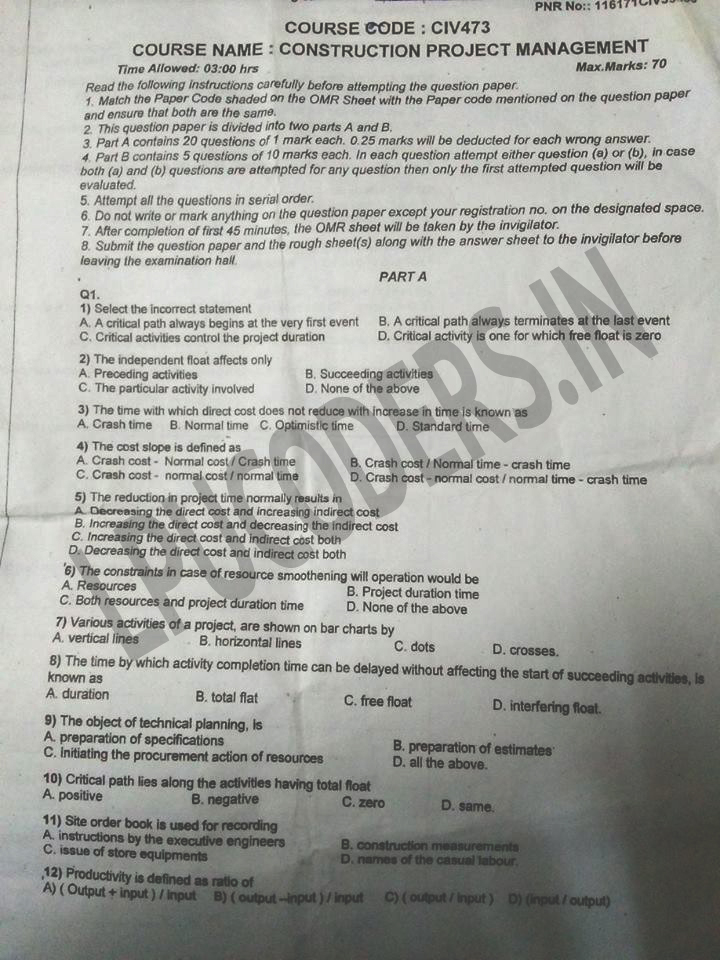 PNR No:: 116171CIV
COURSE CODE : CIV473
COURSE NAME : CONSTRUCTION PROJECT MANAGEMENT
Time Allowed: 03:00 hrs Max.Marks: 70
Read the following instructions carefully before attempting the question paper.
1. Match the Paper Code shaded on the OMR Sheet with the Paper code mentioned on the question paper
and ensure that both are the same.
2. This question paper is divided into two parts A and B.
3. Part A contains 20 questions of 1 mark each. 0.25 marks will be deducted for each wrong answer.
4. Part B contains 5 questions of 10 marks each. In each question attempt either question (a) or (b), in case
both (a) and (b) questions are attempted for any question then only the first attempted question will be
evaluated.
5. Attempt all the questions in serial order.
6. Do not write or mark anything on the question paper except your registration no. on the designated space.
7. After completion of first 45 minutes, the OMR sheet will be taken by the invigilator.
8. Submit the question paper and the rough sheet(s) along with the answer sheet to the invigilator before
leaving the examination hall.
PART A
Q1.
1) Select the incorrect statement
A. A critical path always begins at the very first event B. A critical path always terminates at the last event
C. Critical activities control the project duration D. Critical activity is one for which free float is zero
2) The independent float affects only
A. Preceding activities B. Succeeding activities
C. The particular activity involved D. None of the above
3) The time with which direct cost does not reduce with increase in time is known as
A. Crash time B. Normal time C. Optimistic time D. Standard time
4) The cost slope is defined as
A. Crash cost - Normal cost / Crash time B. Crash cost / Normal time - crash time
C. Crash cost - normal cost / normal time D. Crash cost - normal cost / normal time - crash time
5) The reduction in project time normally results in
A. Decreasing the direct cost and increasing indirect cost
B. Increasing the direct cost and decreasing the indirect cost
C. Increasing the direct cost and indirect cost both
D. Decreasing the direct cost and indirect cost both
6) The constraints in case of resource smoothening will operation would be
A. Resources B. Project duration time
C. Both resources and project duration time D. None of the above
7) Various activities of a project, are shown on bar charts by
A. vertical lines B. horizontal lines C. dots D. crosses.
8) The time by which activity completion time can be delayed without affecting the start of succeeding activities, is
known as
A. duration B. total flat C. free float D. interfering float.
9) The object of technical planning, is
A. preparation of specifications B. preparation of estimates
C. initiating the procurement action of resources D. all the above.
10) Critical path lies along the activities having total float
A. positive B. negative C. zero D. same.
11) Site order book is used for recording
A. instructions by the executive engineers B. construction measurements
C. issue of store equipments D. names of the casual labour.
12) Productivity is defined as ratio of
A) ( Output + input ) / input B) ( output –input ) / input C) ( output / input ) D) (input / output)
LPUCODERS.IN